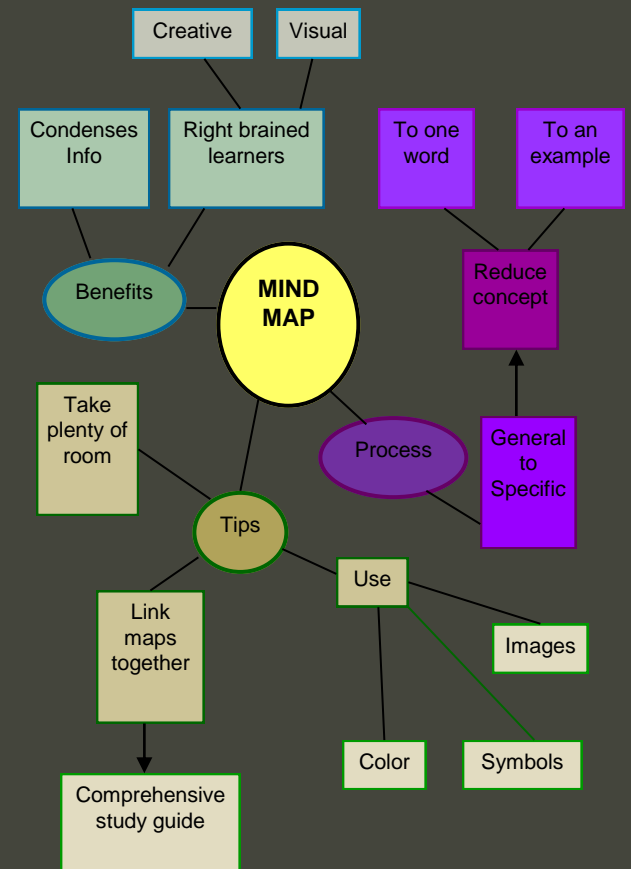 Creative
Visual
Condenses
Info
Right brained
learners
To one
word
To an
example
Benefits
MIND
MAP
Reduce
concept
Take
plenty of
room
Process
General
to
Specific
Tips
Use
Link
maps
together
Images
Color
Symbols
Comprehensive
study guide